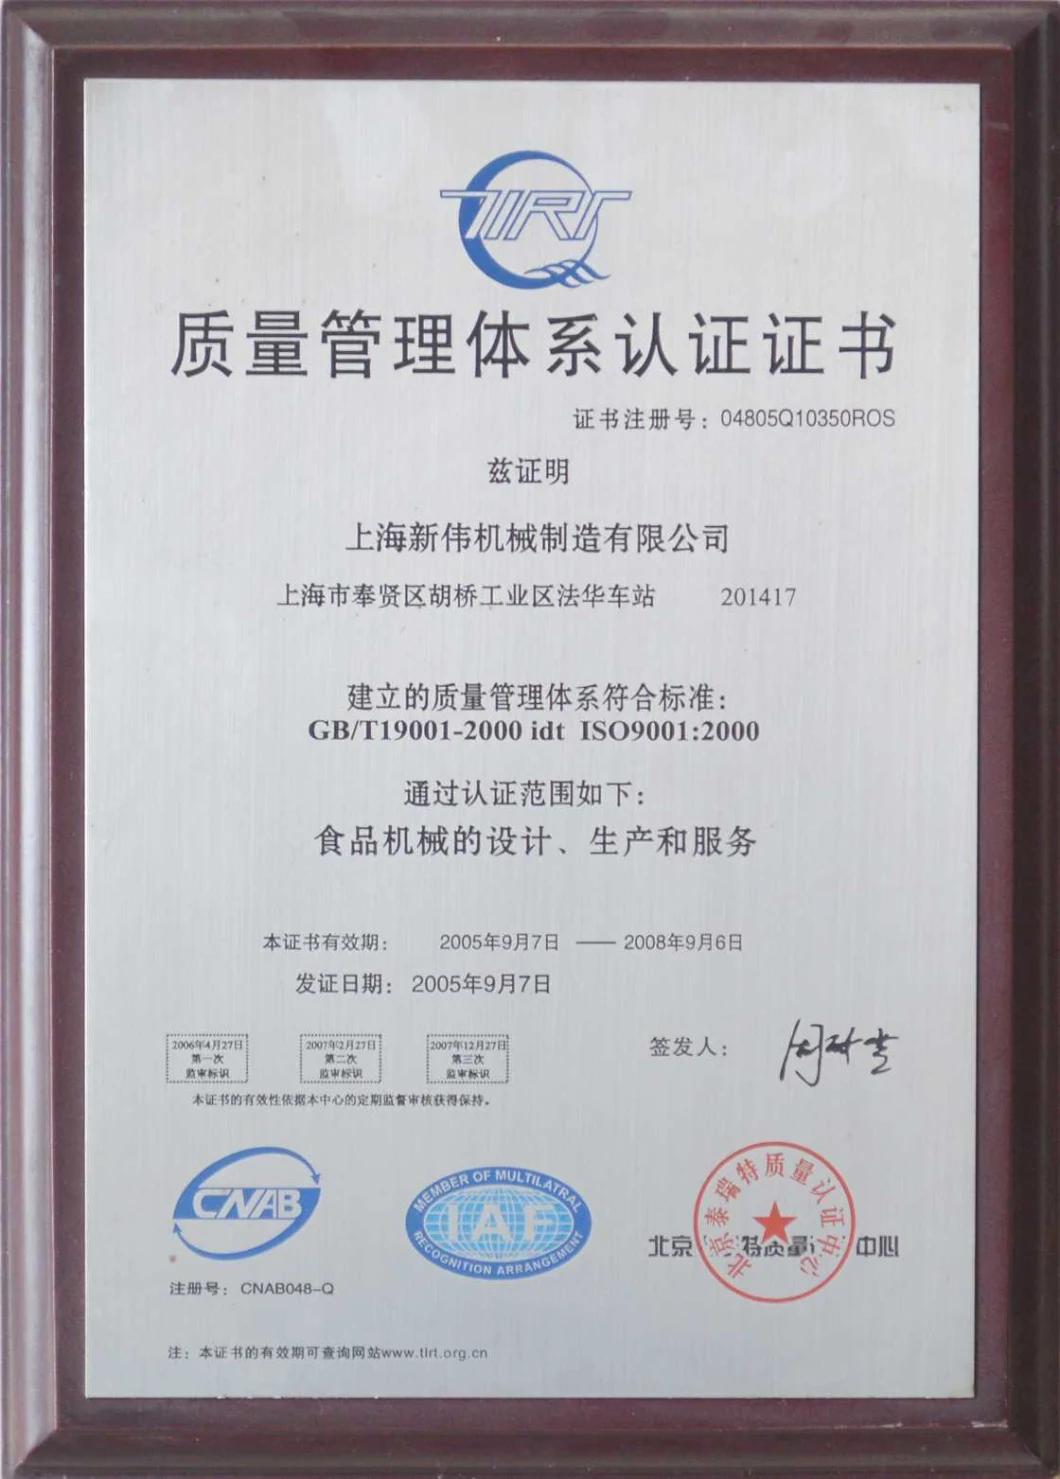 TIRT
质量管理体系认证证书
证书注册号：04805Q10350ROS
兹证明
上海新伟机械制造有限公司
上海市奉贤区胡桥工业区法华车站 201417
建立的质量管理体系符合标准：
GB/T19001-2000 idt ISO9001:2000
通过认证范围如下：
食品机械的设计、生产和服务
本证书有效期： 2005年9月7日 —— 2008年9月6日
发证日期： 2005年9月7日
2006年4月27日
第一次
监审标识
2007年2月27日
第二次
监审标识
2007年12月27日
第三次
监审标识
签发人：
本证书的有效性依据本中心的定期监督审核获得保持。
CNAB
MEMBER OF MULTILATRAL
IAF
RECOGNITION ARRANGEMENT
北京泰瑞特质量认证中心
北京 特质量 中心
注册号： CNAB048-Q
注：本证书的有效期可查询网站www.tirt.org.cn